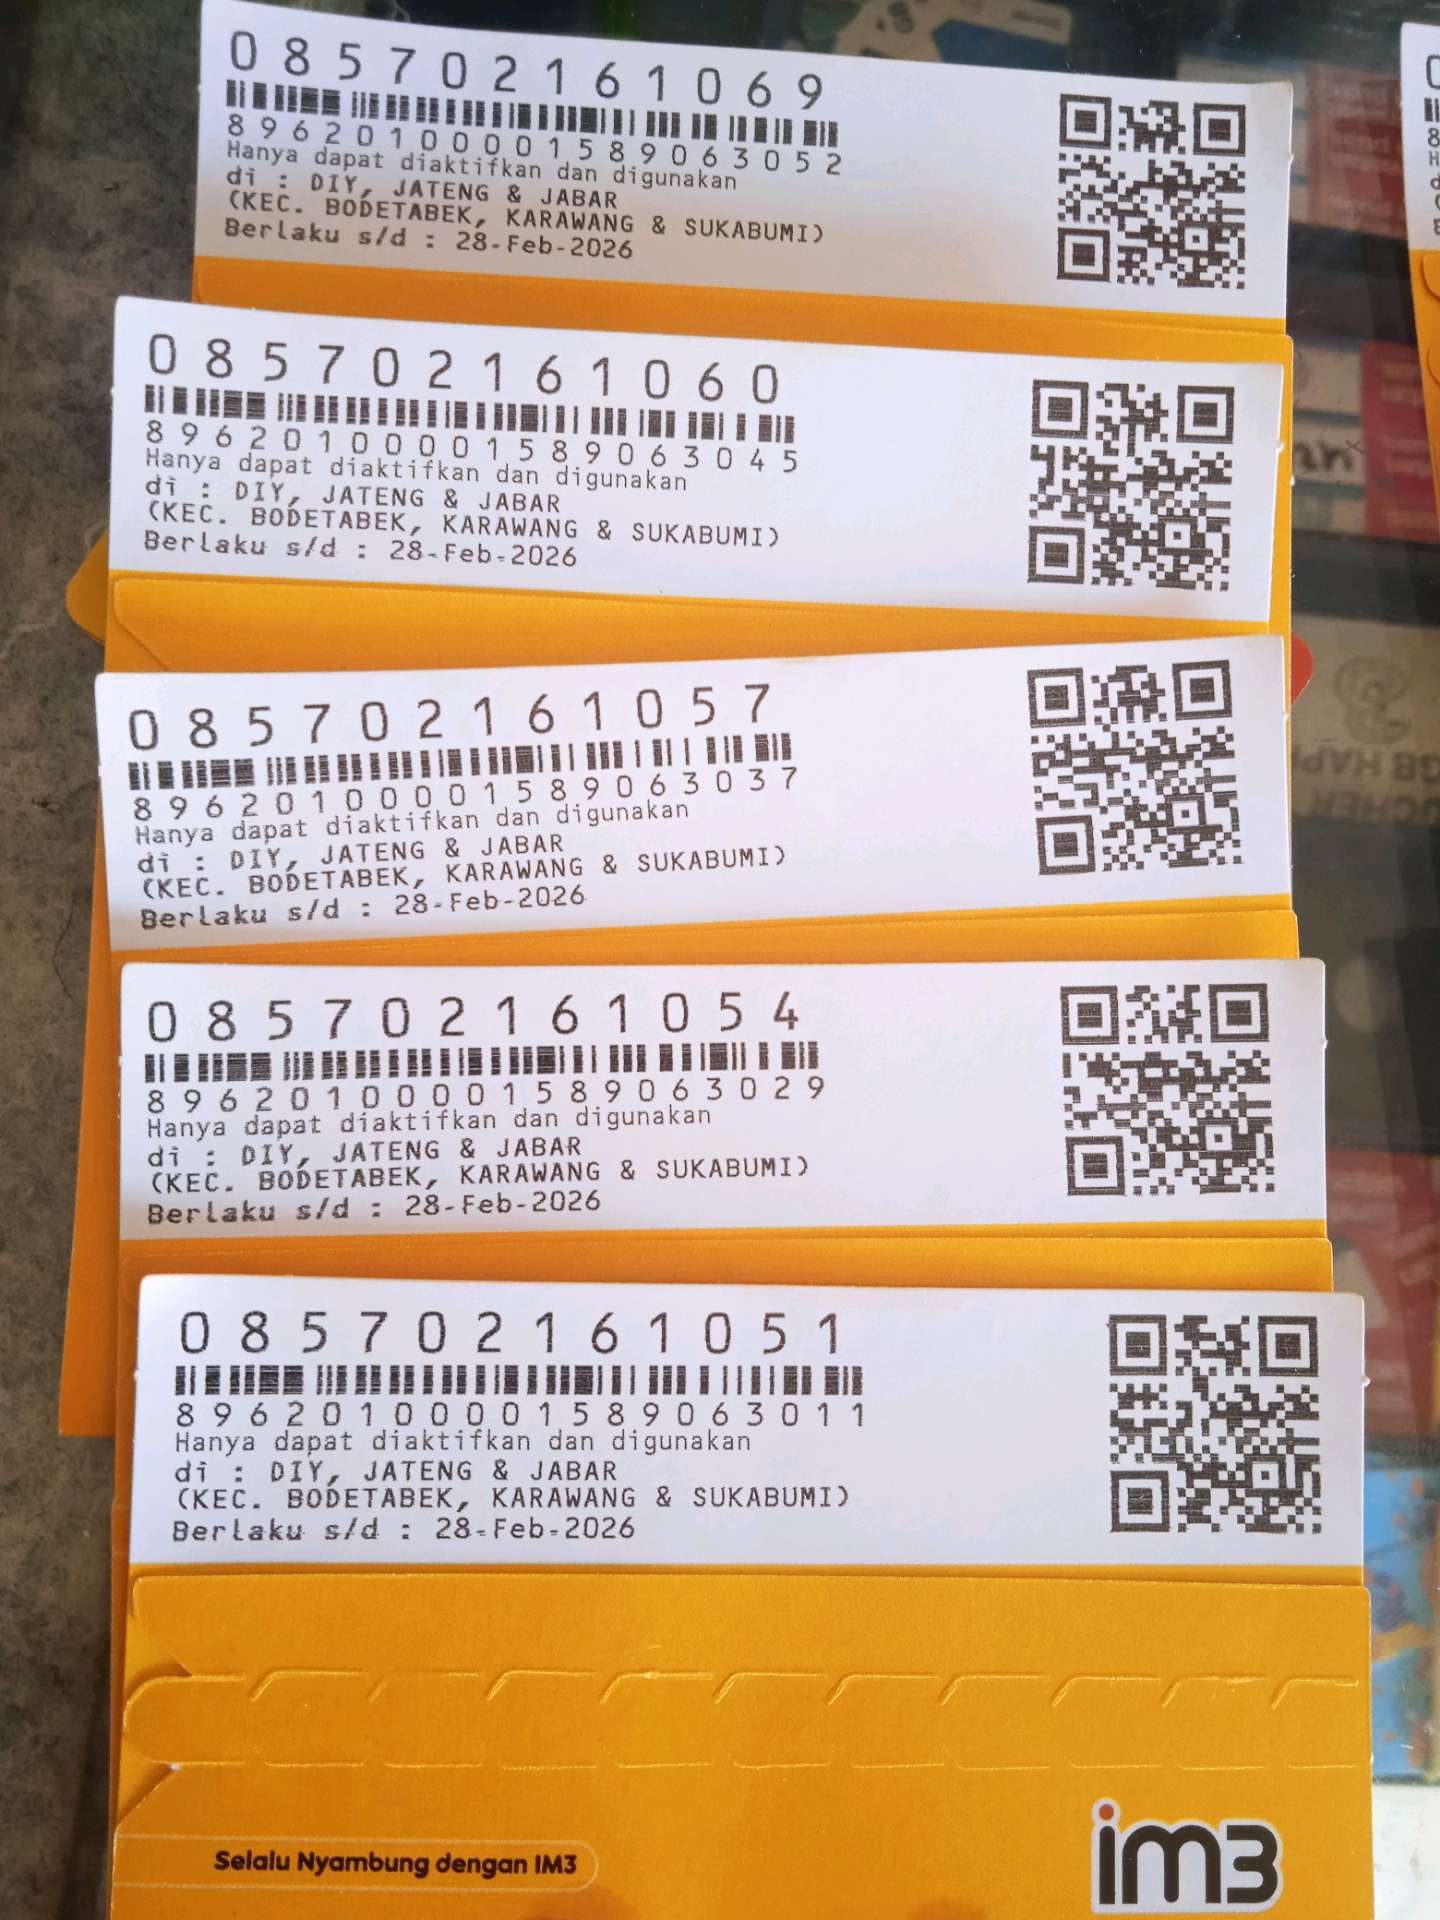 085702161069
89620100001589063052
Hanya dapat diaktifkan dan digunakan
di : DIY, JATENG & JABAR
(KEC. BODETABEK, KARAWANG & SUKABUMI)
Berlaku s/d : 28-Feb-2026
085702161060
89620100001589063045
Hanya dapat diaktifkan dan digunakan
di : DIY, JATENG & JABAR
(KEC. BODETABEK, KARAWANG & SUKABUMI)
Berlaku s/d : 28-Feb-2026
085702161057
89620100001589063037
Hanya dapat diaktifkan dan digunakan
di : DIY, JATENG & JABAR
(KEC. BODETABEK, KARAWANG & SUKABUMI)
Berlaku s/d : 28-Feb-2026
085702161054
89620100001589063029
Hanya dapat diaktifkan dan digunakan
di : DIY, JATENG & JABAR
(KEC. BODETABEK, KARAWANG & SUKABUMI)
Berlaku s/d : 28-Feb-2026
085702161051
89620100001589063011
Hanya dapat diaktifkan dan digunakan
di : DIY, JATENG & JABAR
(KEC. BODETABEK, KARAWANG & SUKABUMI)
Berlaku s/d : 28-Feb-2026
Selalu Nyambung dengan IM3
im3